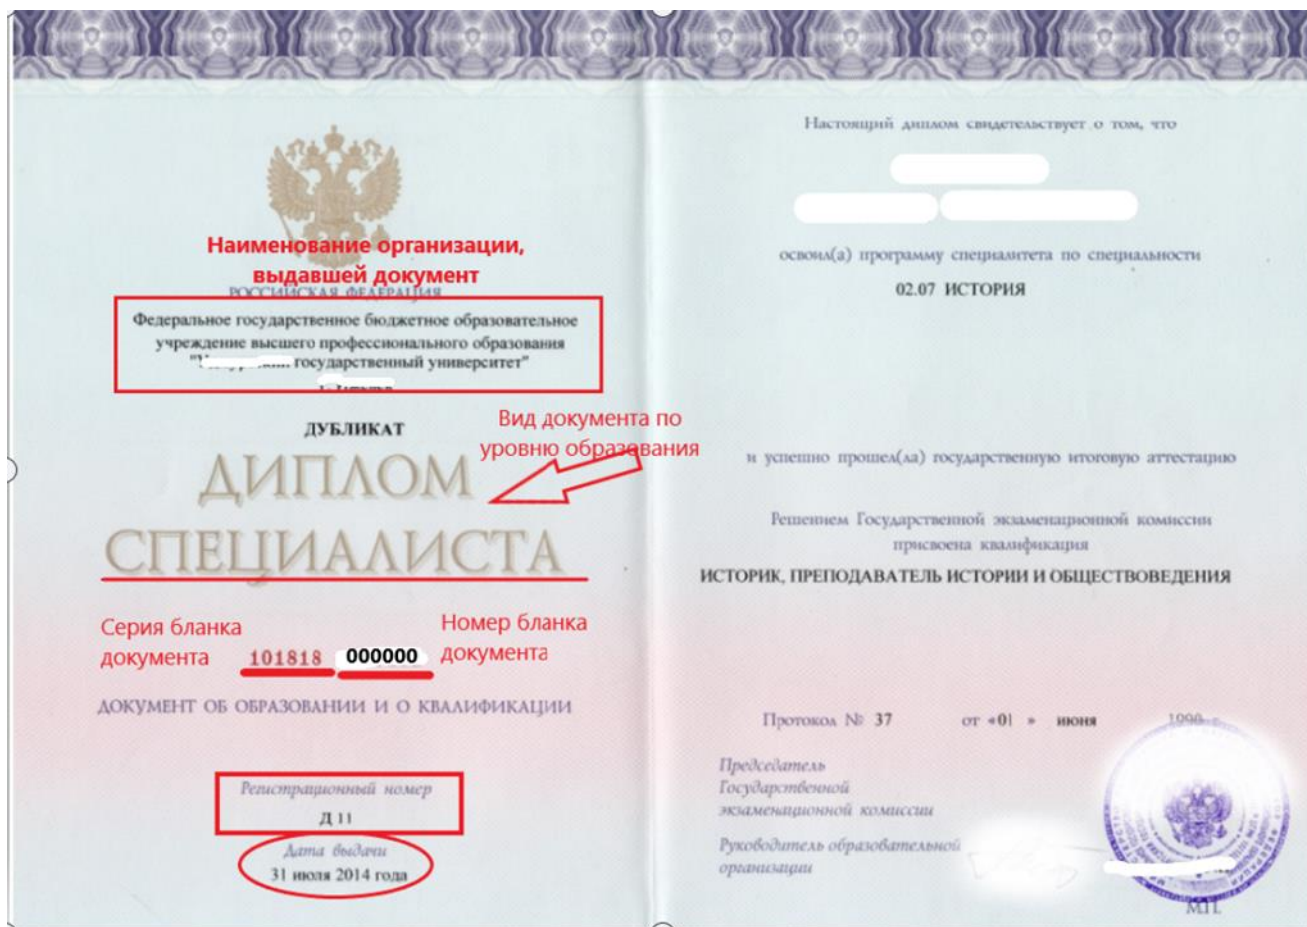 Наименование организации,
выдавшей документ
РОССИЙСКАЯ ФЕДЕРАЦИЯ
Федеральное государственное бюджетное образовательное
учреждение высшего профессионального образования
государственный университет"
ДУБЛИКАТ
Вид документа по
уровню образования
ДИПЛОМ
СПЕЦИАЛИСТА
Серия бланка
документа
101818
000000
Номер бланка
документа
ДОКУМЕНТ ОБ ОБРАЗОВАНИИ И О КВАЛИФИКАЦИИ
Регистрационный номер
Д 11
Дата выдачи
31 июля 2014 года
Настоящий диплом свидетельствует о том, что
освоил(а) программу специалитета по специальности
02.07 ИСТОРИЯ
и успешно прошел(ла) государственную итоговую аттестацию
Решением Государственной экзаменационной комиссии
присвоена квалификация
ИСТОРИК, ПРЕПОДАВАТЕЛЬ ИСТОРИИ И ОБЩЕСТВОВЕДЕНИЯ
Протокол № 37 от «01 » июня 1990 г.
Председатель
Государственной
экзаменационной комиссии
Руководитель образовательной
организации
М.П.